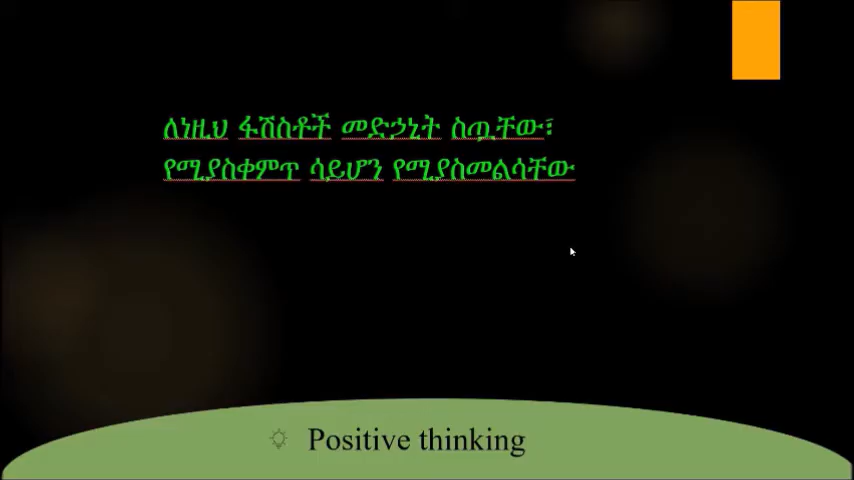 ለነዚህ ፋሽስቶች መድኃኒት ስጧቸው፣
የሚያስቀምጥ ሳይሆን የሚያስመልሳቸው
Positive thinking